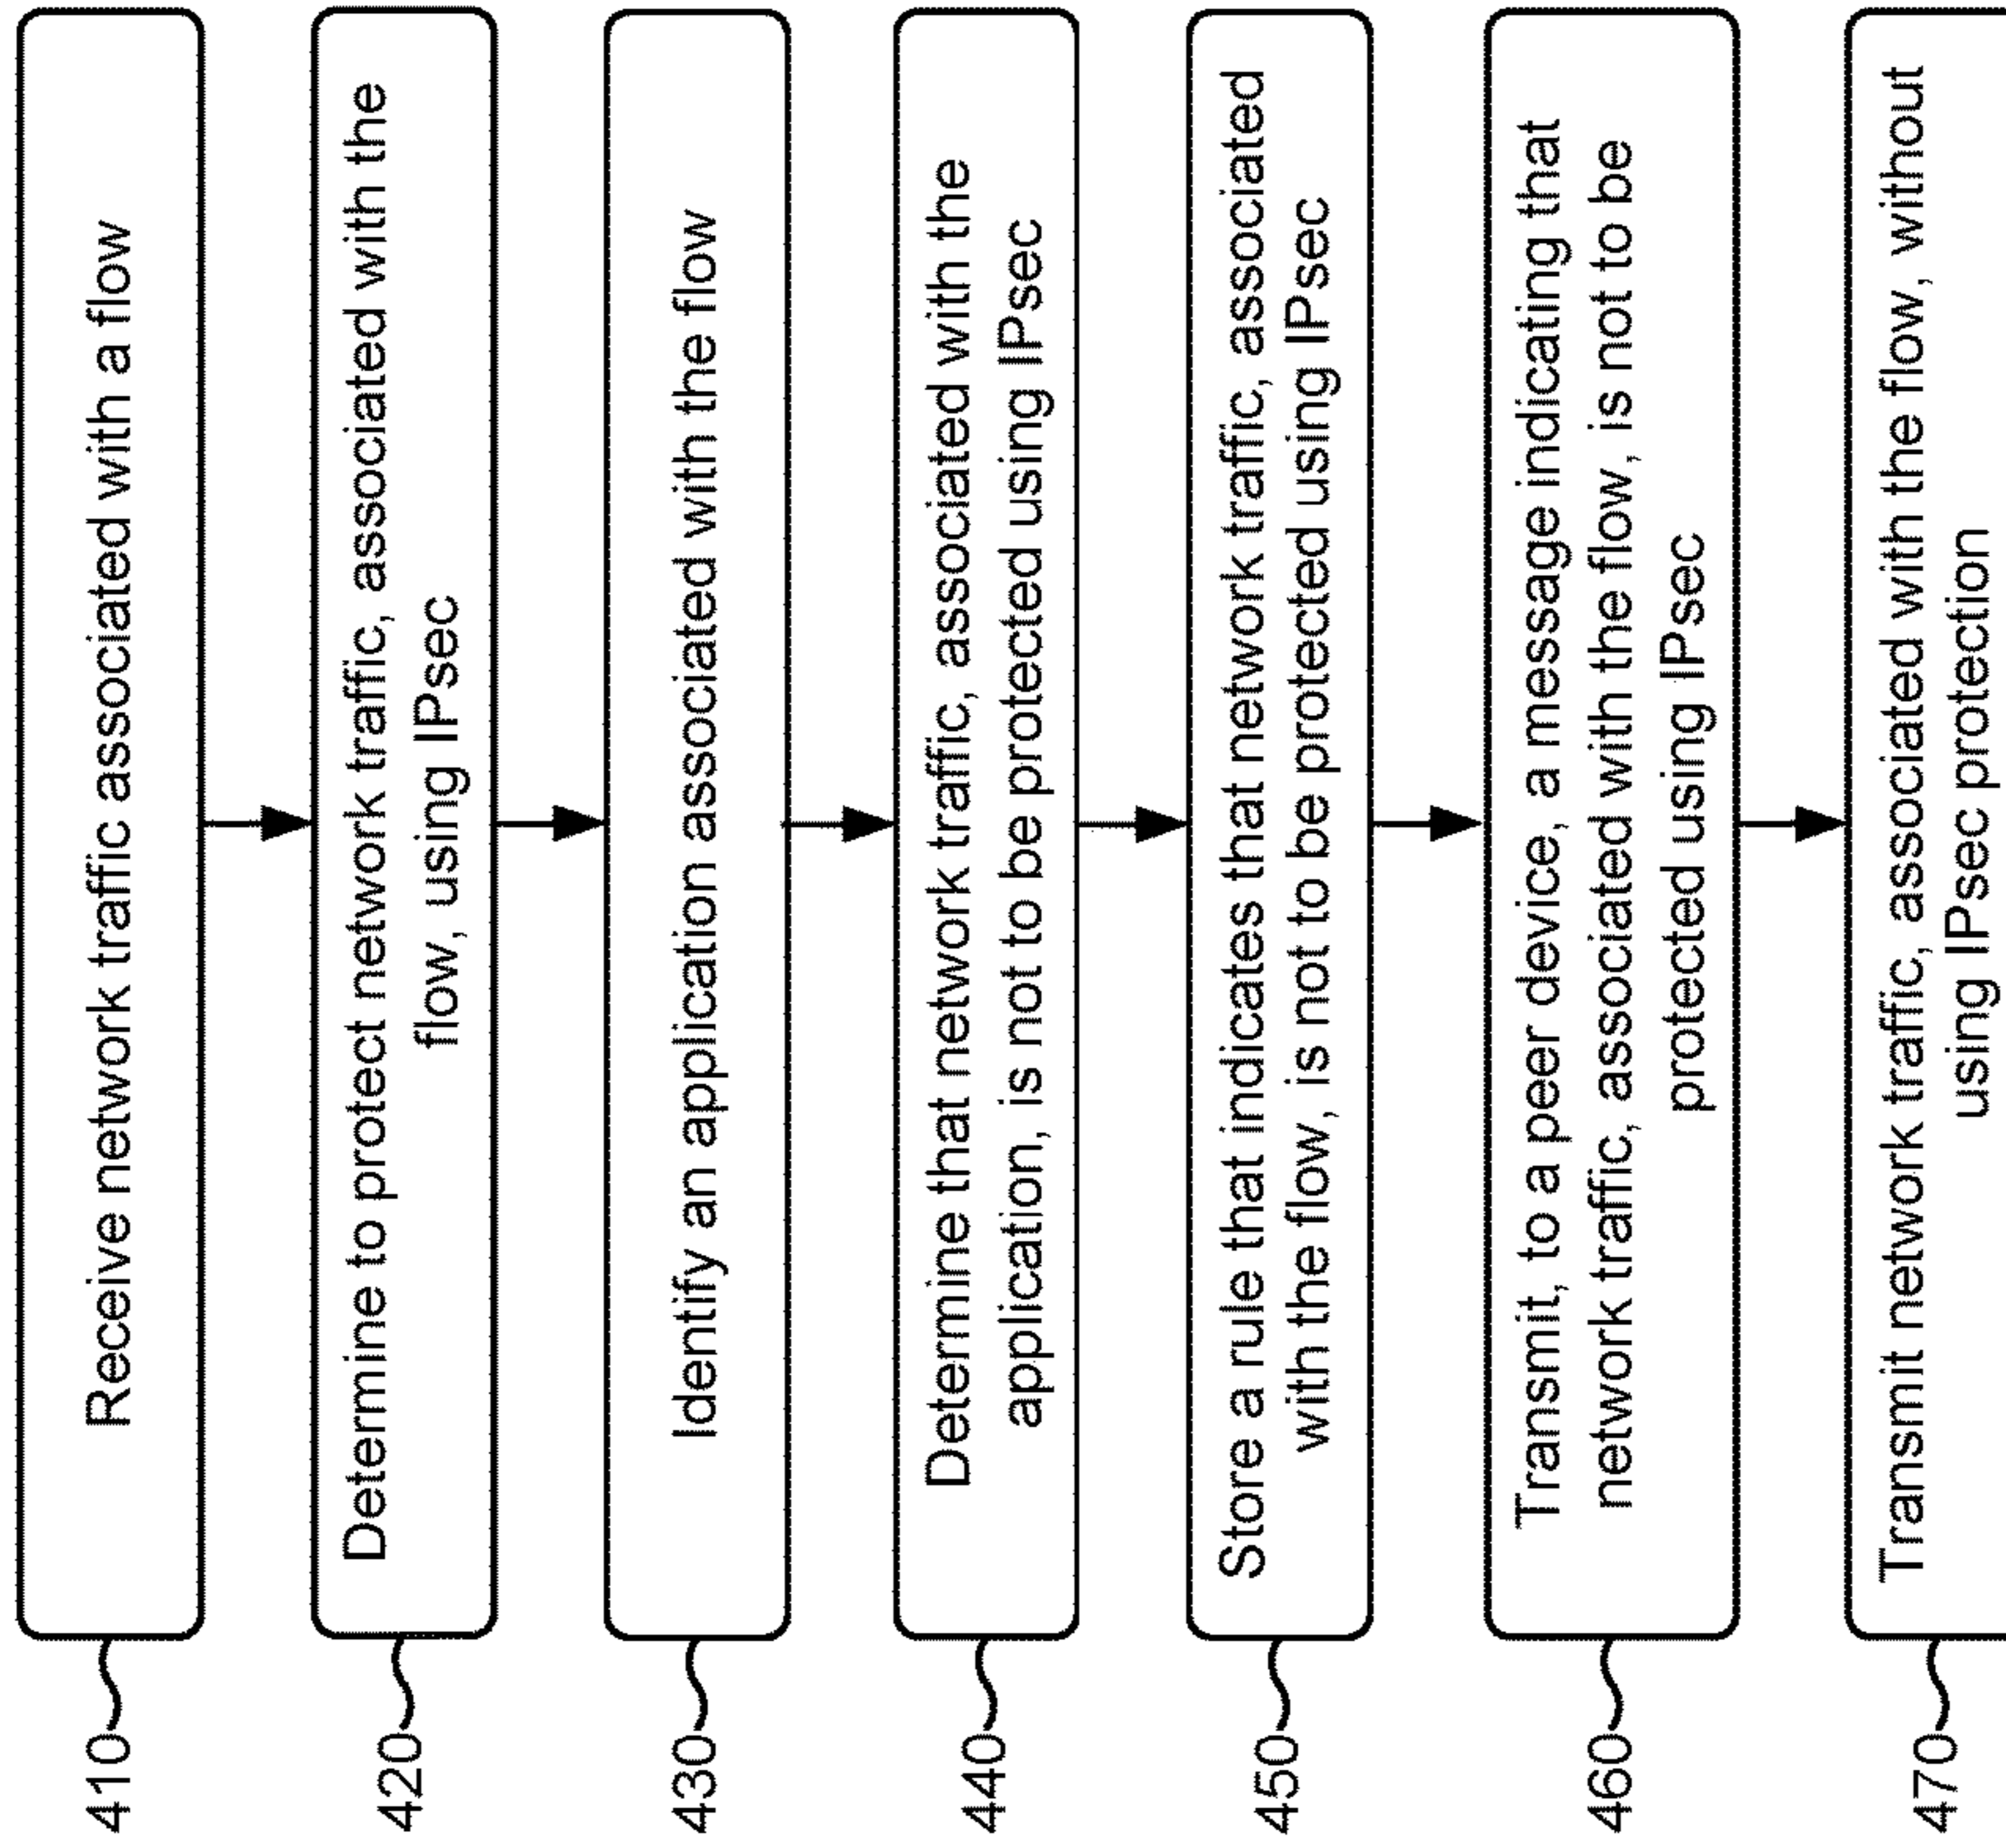 410
Receive network traffic associated with a flow
420
Determine to protect network traffic, associated with the
flow, using IPsec
430
Identify an application associated with the flow
440
Determine that network traffic, associated with the
application, is not to be protected using IPsec
450
Store a rule that indicates that network traffic, associated
with the flow, is not to be protected using IPsec
460
Transmit, to a peer device, a message indicating that
network traffic, associated with the flow, is not to be
protected using IPsec
470
Transmit network traffic, associated with the flow, without
using IPsec protection